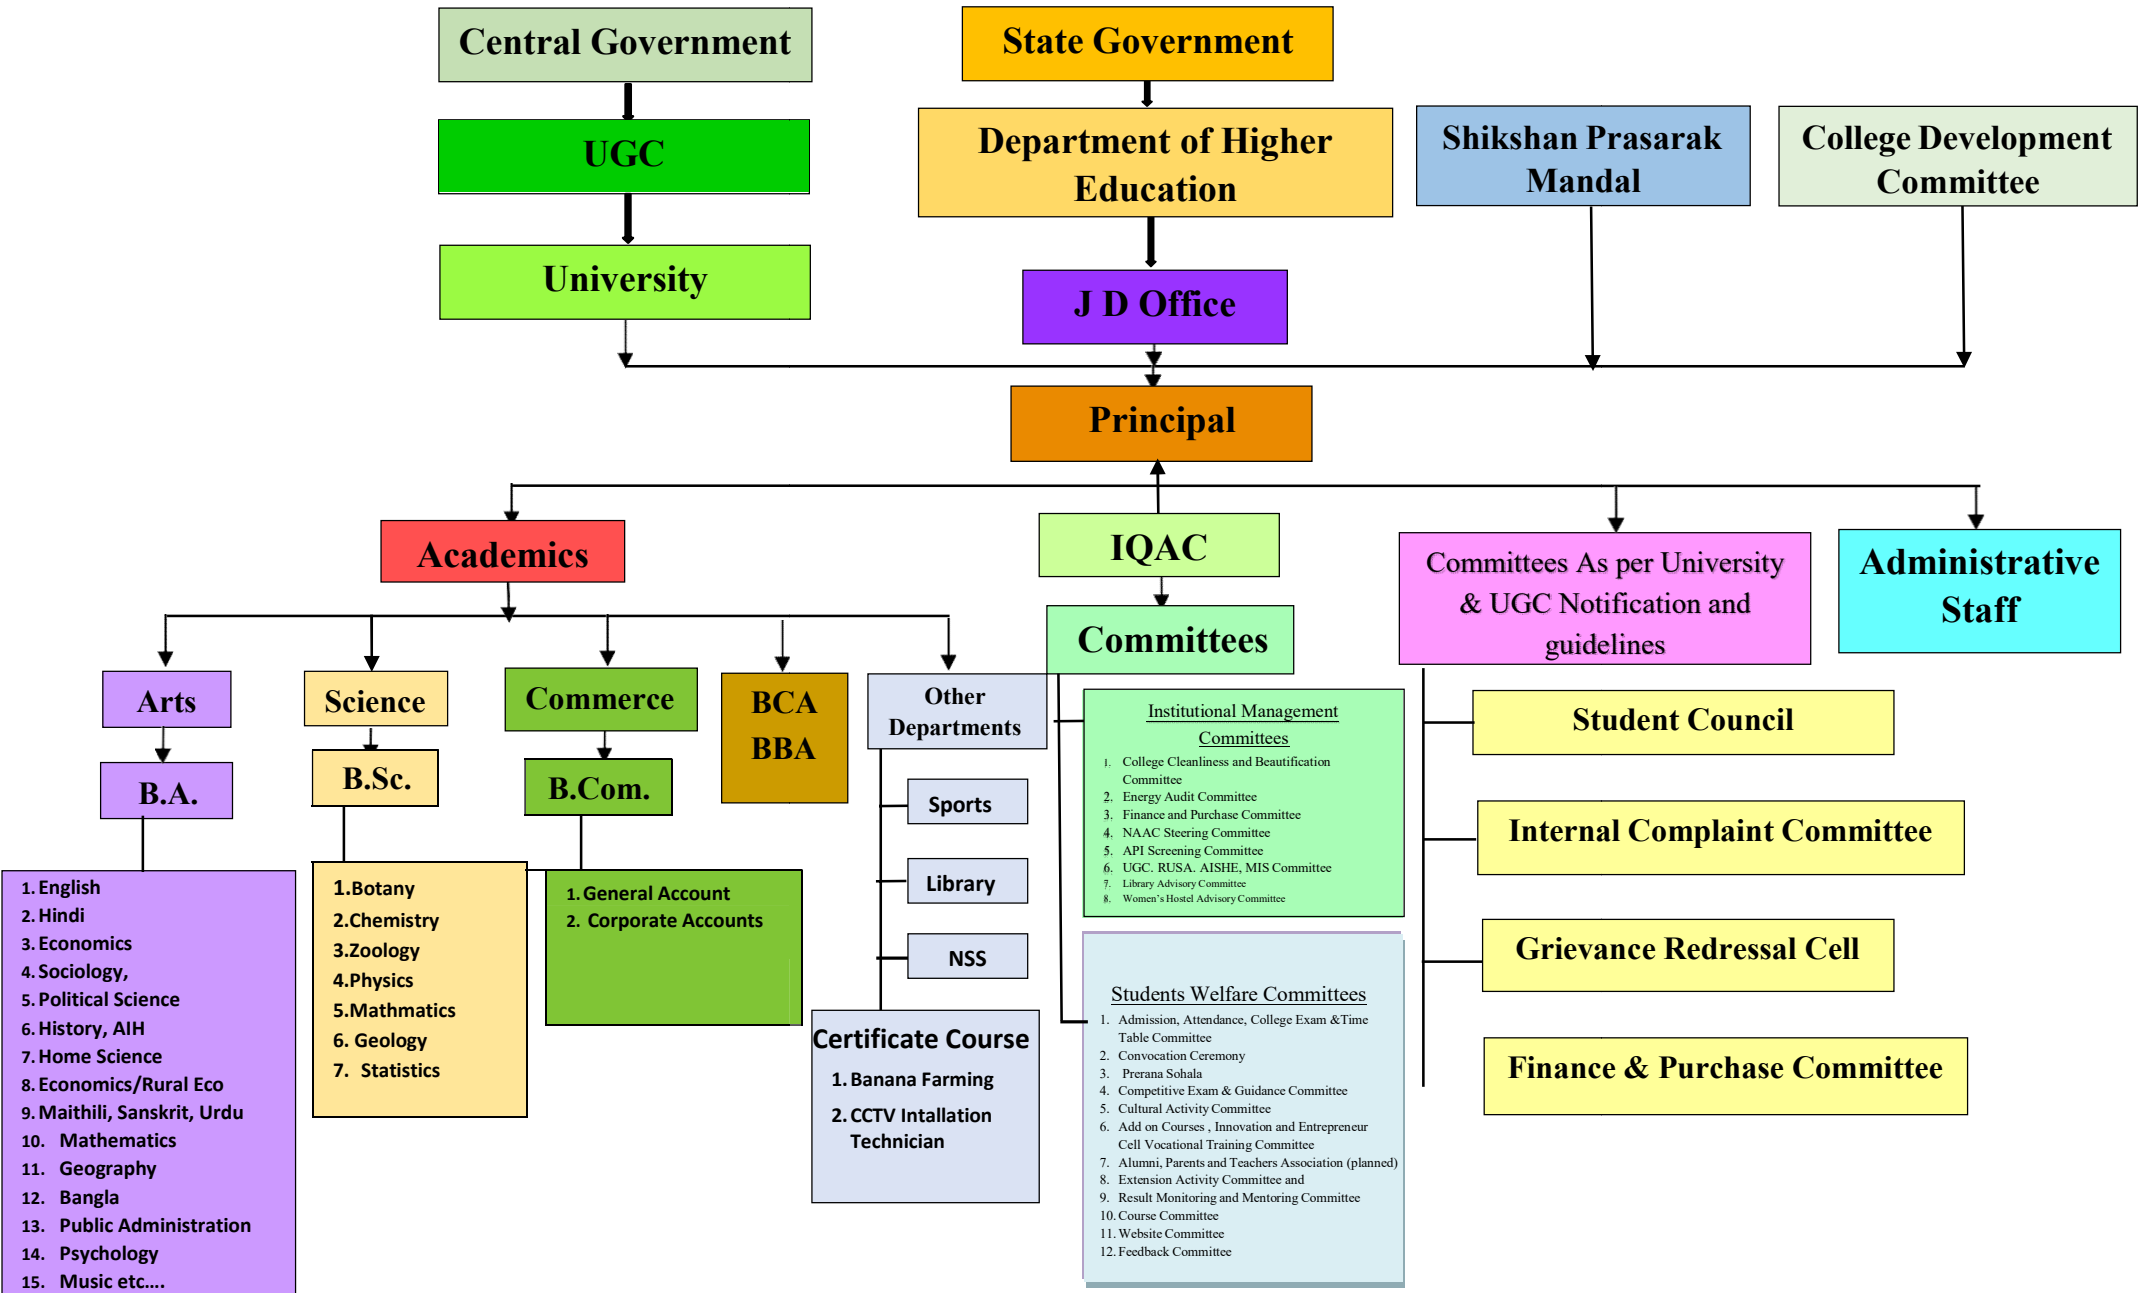 Central Government
State Government
UGC
Department of Higher
Education
Shikshan Prasarak
Mandal
College Development
Committee
University
J D Office
Principal
Academics
IQAC
Committees As per University
& UGC Notification and
guidelines
Administrative
Staff
Committees
Arts
Science
Commerce
BCA
BBA
Other
Departments
B.A.
B.Sc.
B.Com.
1. English
2. Hindi
3. Economics
4. Sociology,
5. Political Science
6. History, AIH
7. Home Science
8. Economics/Rural Eco
9. Maithili, Sanskrit, Urdu
10. Mathematics
11. Geography
12. Bangla
13. Public Administration
14. Psychology
15. Music etc....
1.Botany
2.Chemistry
3.Zoology
4.Physics
5.Mathmatics
6. Geology
7. Statistics
1. General Account
2. Corporate Accounts
Sports
Library
NSS
Certificate Course
1. Banana Farming
2. CCTV Intallation
Technician
Institutional Management
Committees
1. College Cleanliness and Beautification
Committee
2. Energy Audit Committee
3. Finance and Purchase Committee
4. NAAC Steering Committee
5. API Screening Committee
6. UGC. RUSA. AISHE, MIS Committee
7. Library Advisory Committee
8. Women's Hostel Advisory Committee
Students Welfare Committees
1. Admission, Attendance, College Exam &Time
Table Committee
2. Convocation Ceremony
3. Prerana Sohala
4. Competitive Exam & Guidance Committee
5. Cultural Activity Committee
6. Add on Courses , Innovation and Entrepreneur
Cell Vocational Training Committee
7. Alumni, Parents and Teachers Association (planned)
8. Extension Activity Committee and
9. Result Monitoring and Mentoring Committee
10. Course Committee
11. Website Committee
12. Feedback Committee
Student Council
Internal Complaint Committee
Grievance Redressal Cell
Finance & Purchase Committee